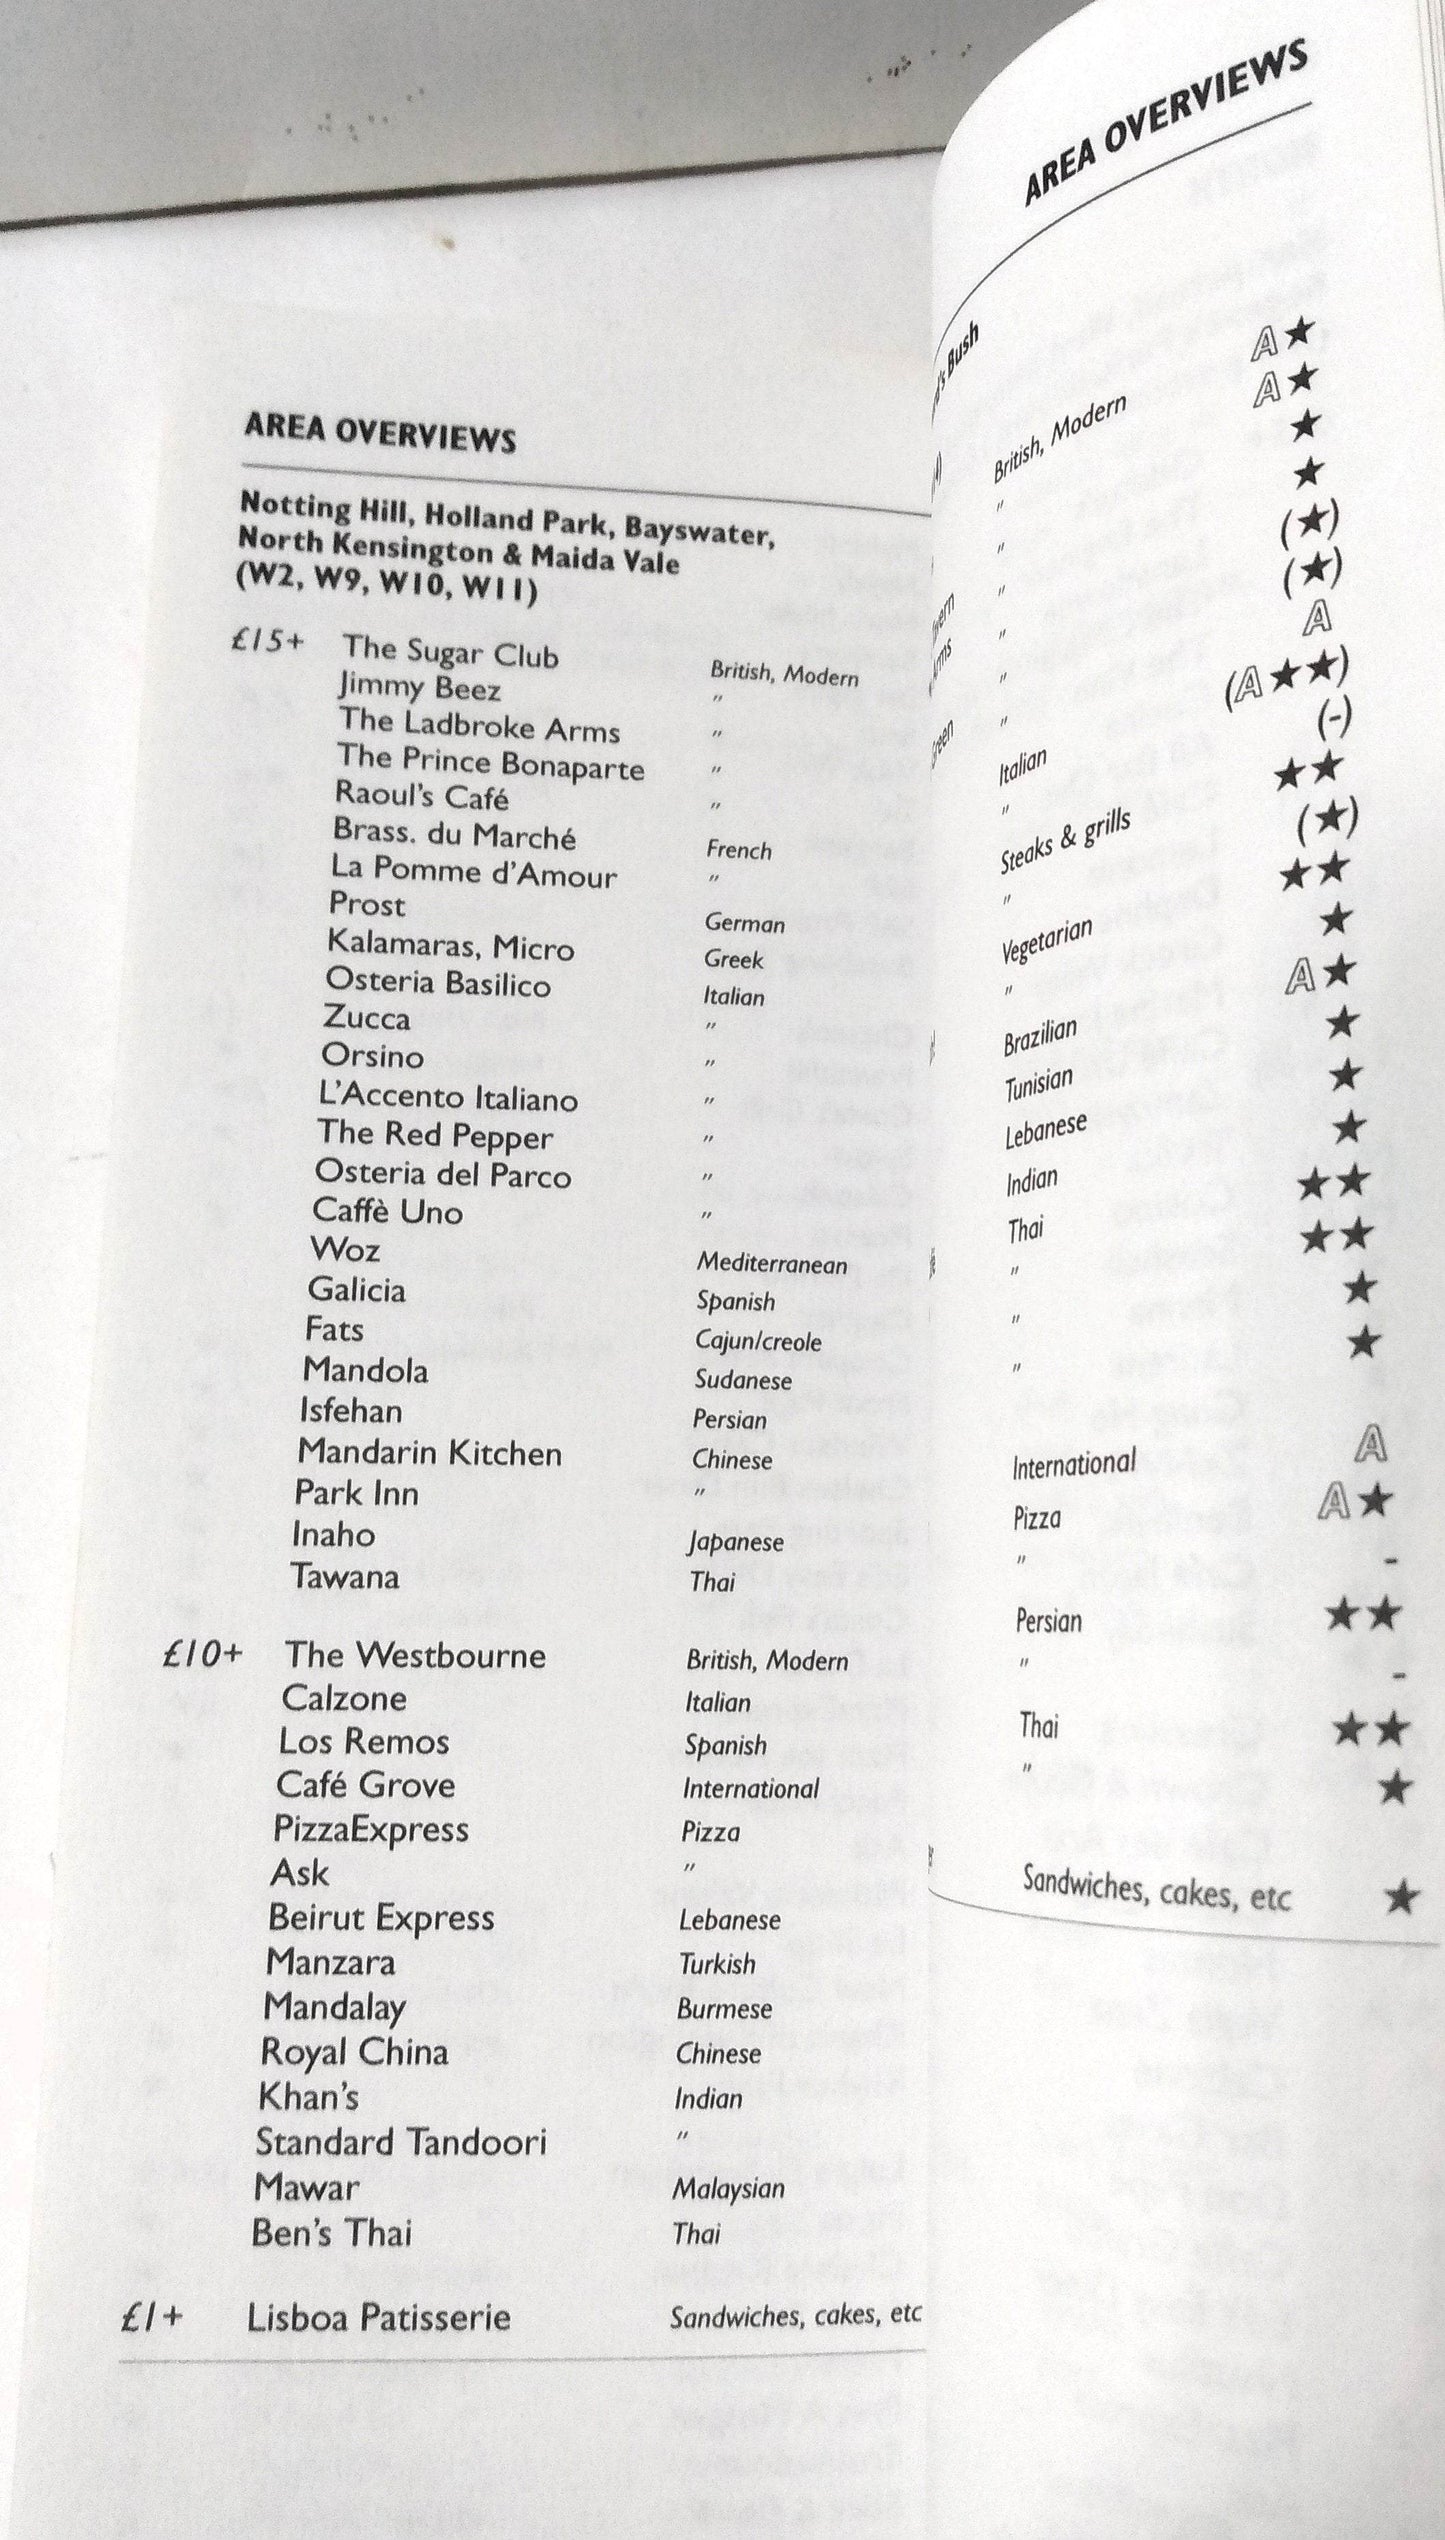 AREA OVERVIEWS
Notting Hill, Holland Park, Bayswater,
North Kensington & Maida Vale
(W2, W9, W10, W11)
£15+ The Sugar Club British, Modern
Jimmy Beez "
The Ladbroke Arms "
The Prince Bonaparte "
Raoul's Café "
Brass. du Marché French
La Pomme d'Amour "
Prost German
Kalamaras, Micro Greek
Osteria Basilico Italian
Zucca "
Orsino "
L'Accento Italiano "
The Red Pepper "
Osteria del Parco "
Caffè Uno "
Woz Mediterranean
Galicia Spanish
Fats Cajun/creole
Mandola Sudanese
Isfehan Persian
Mandarin Kitchen Chinese
Park Inn "
Inaho Japanese
Tawana Thai
£10+ The Westbourne British, Modern
Calzone Italian
Los Remos Spanish
Café Grove International
PizzaExpress Pizza
Ask "
Beirut Express Lebanese
Manzara Turkish
Mandalay Burmese
Royal China Chinese
Khan's Indian
Standard Tandoori "
Mawar Malaysian
Ben's Thai Thai
£1+ Lisboa Patisserie Sandwiches, cakes, etc
AREA OVERVIEWS
Bush
British, Modern A★
" A★
" ★
" ★
" (★)
" (★)
" A
Italian (A★★)
" (-)
Steaks & grills ★★
" (★)
Vegetarian ★★
" ★
Brazilian A★
Tunisian ★
Lebanese ★
Indian ★
Thai ★★
" ★★
" ★
" ★
International A
Pizza A★
" -
Persian ★★
" -
Thai ★★
" ★
Sandwiches, cakes, etc ★